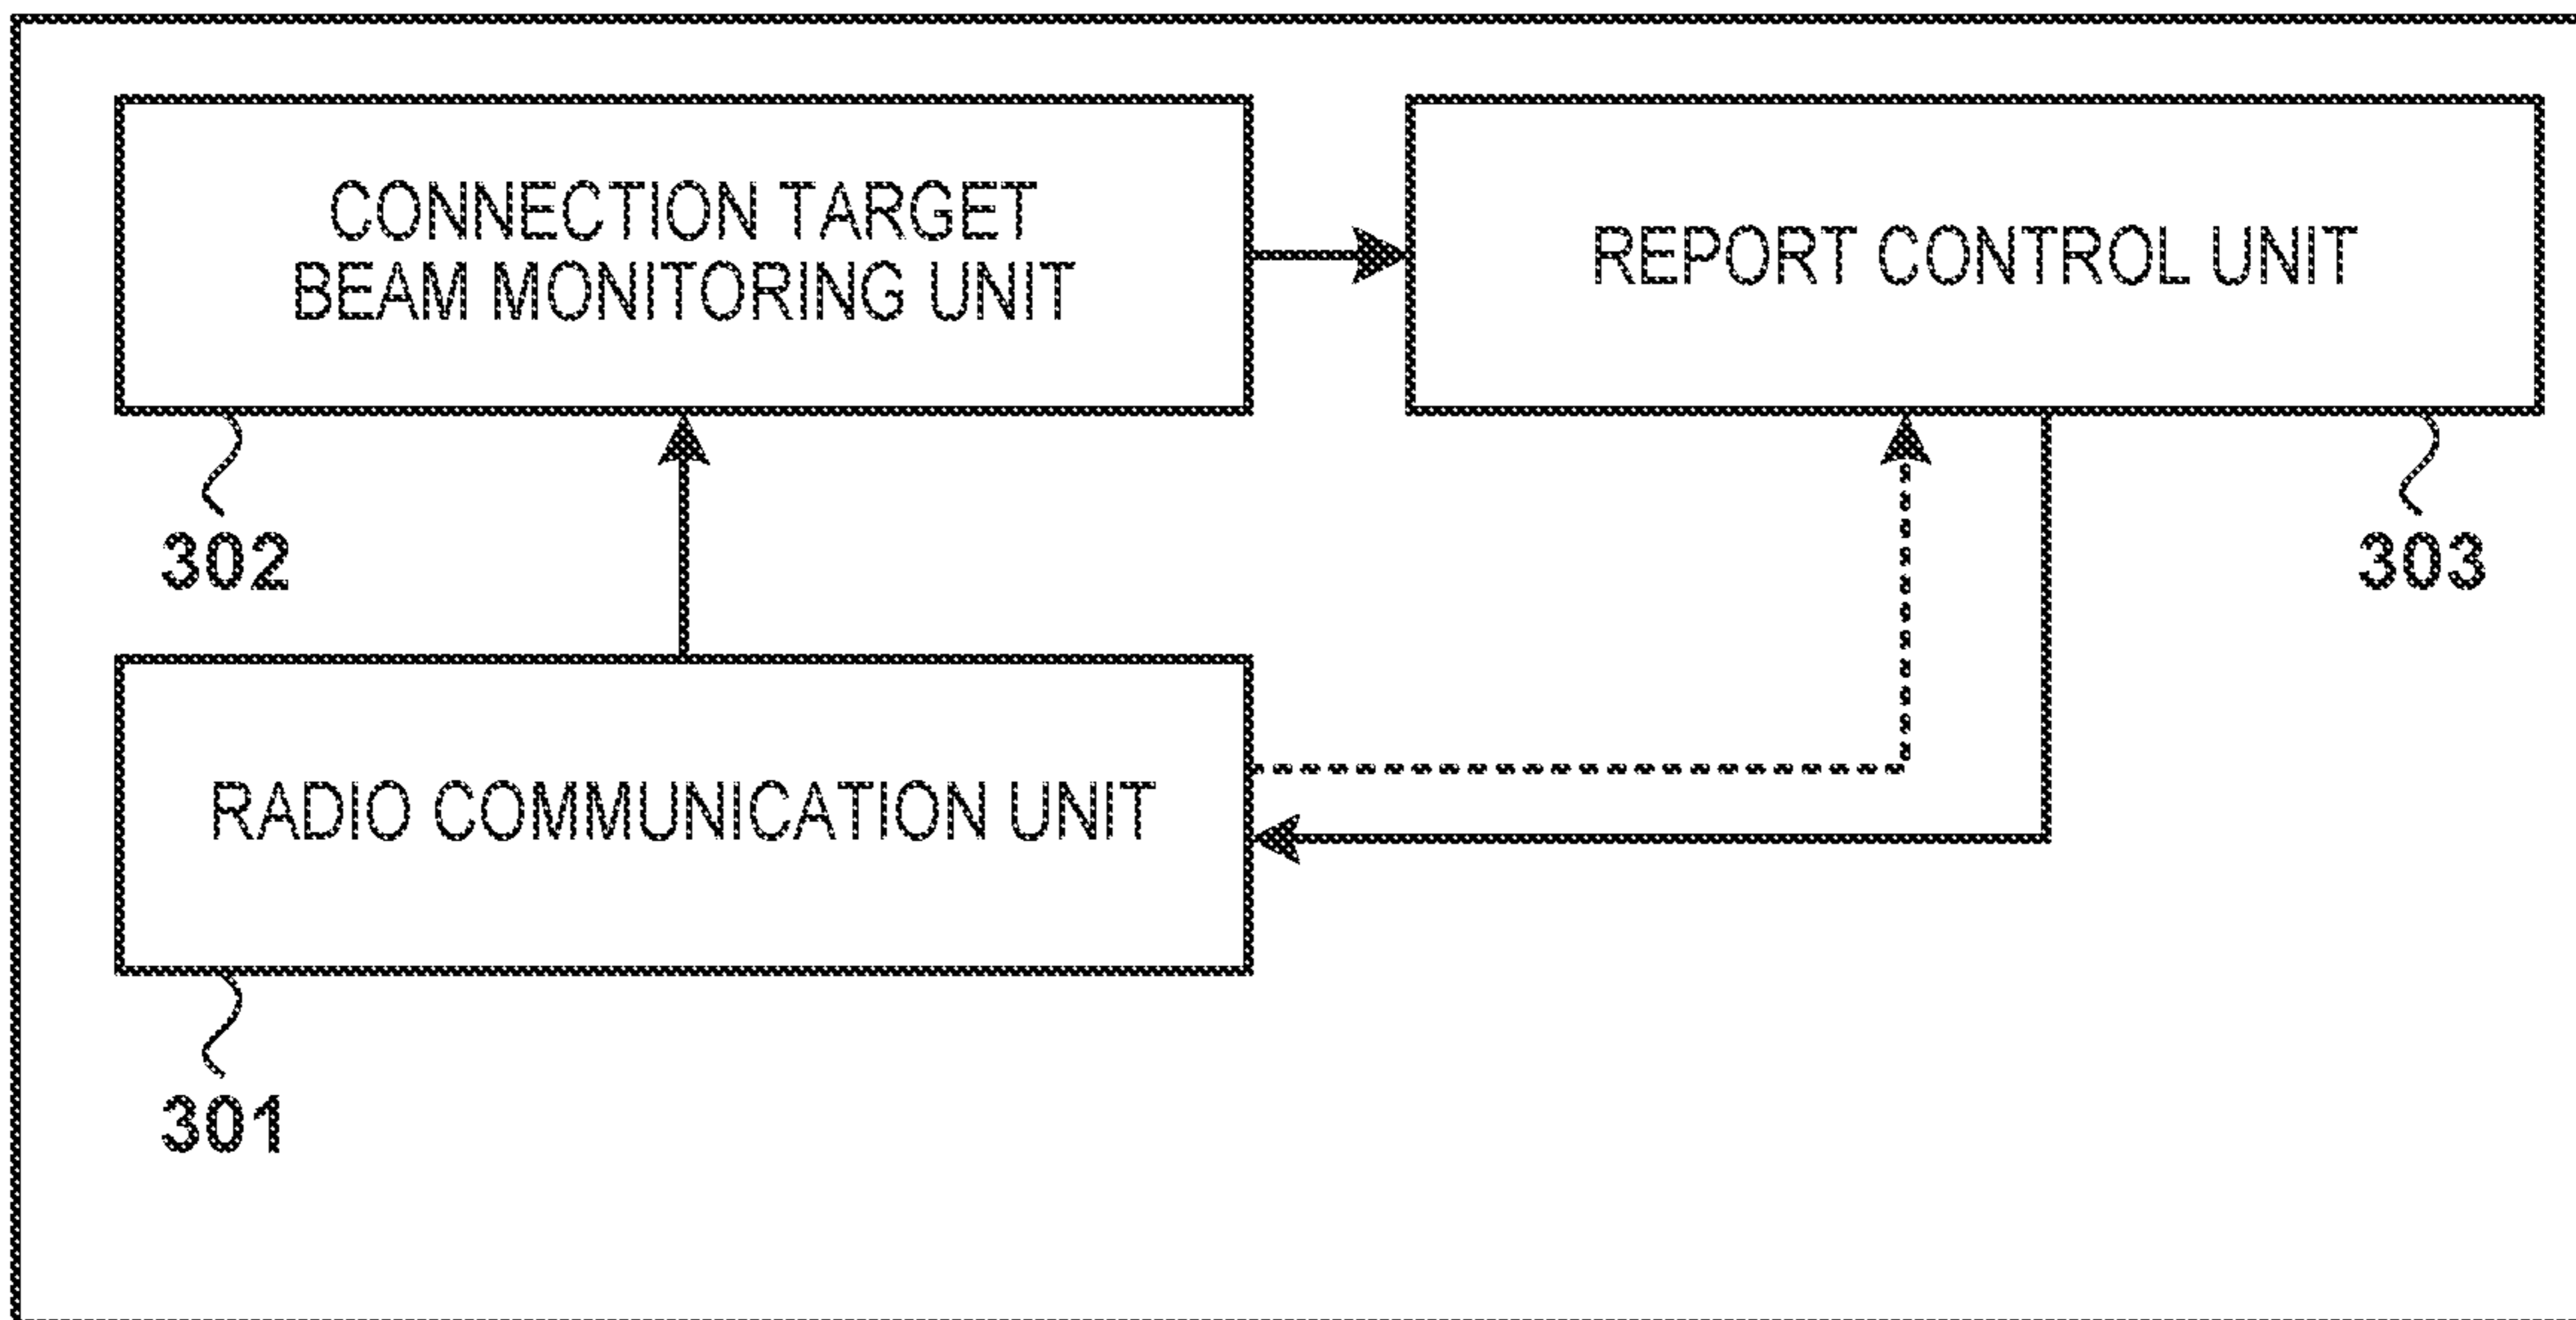 CONNECTION TARGET
BEAM MONITORING UNIT
REPORT CONTROL UNIT
302
303
RADIO COMMUNICATION UNIT
301